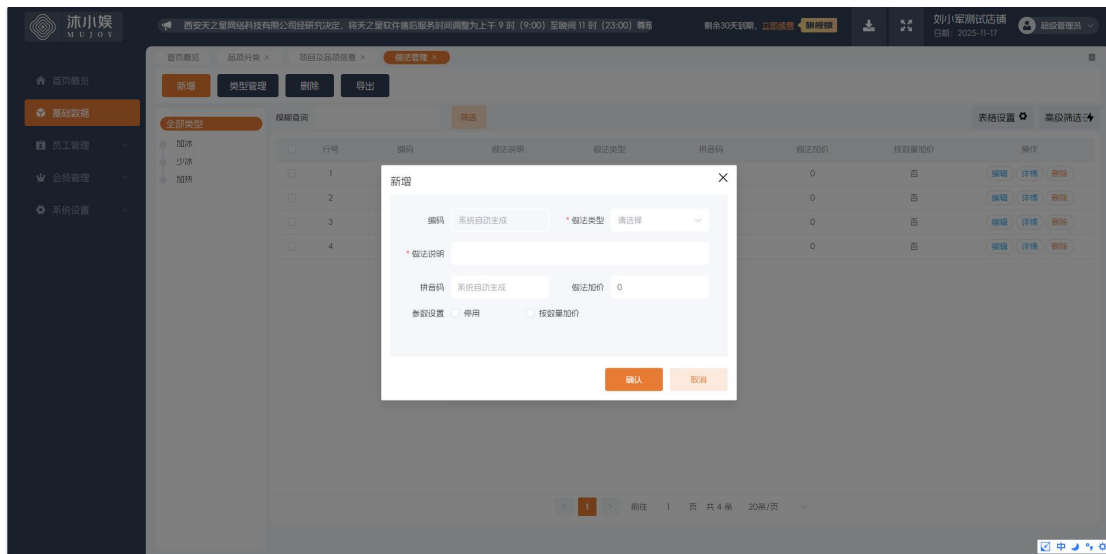 沐小娱
MUJOY
西安天之星网络科技有限公司经研究决定，将天之星软件售后服务时间调整为上午 9 时（9:00）至晚间 11 时（23:00）尊敬
剩余30天到期，立即续费 旗舰版
刘小军测试店铺
日期：2025-11-17
超级管理员
首页概览 品项分类 × 项目及品项信息 × 做法管理 ×
首页概览
基础数据
员工管理
会员管理
系统设置
新增 类型管理 删除 导出
全部类型
加冰
少冰
加热
模糊查询 筛选 表格设置 高级筛选
行号 编码 做法说明 做法类型 拼音码 做法加价 按数量加价 操作
1 0 否 编辑 详情 删除
2 0 否 编辑 详情 删除
3 0 否 编辑 详情 删除
4 0 否 编辑 详情 删除
新增
编码 系统自动生成 * 做法类型 请选择
* 做法说明
拼音码 系统自动生成 做法加价 0
参数设置 停用 按数量加价
确认 取消
1 前往 1 页 共 4 条 20条/页
中